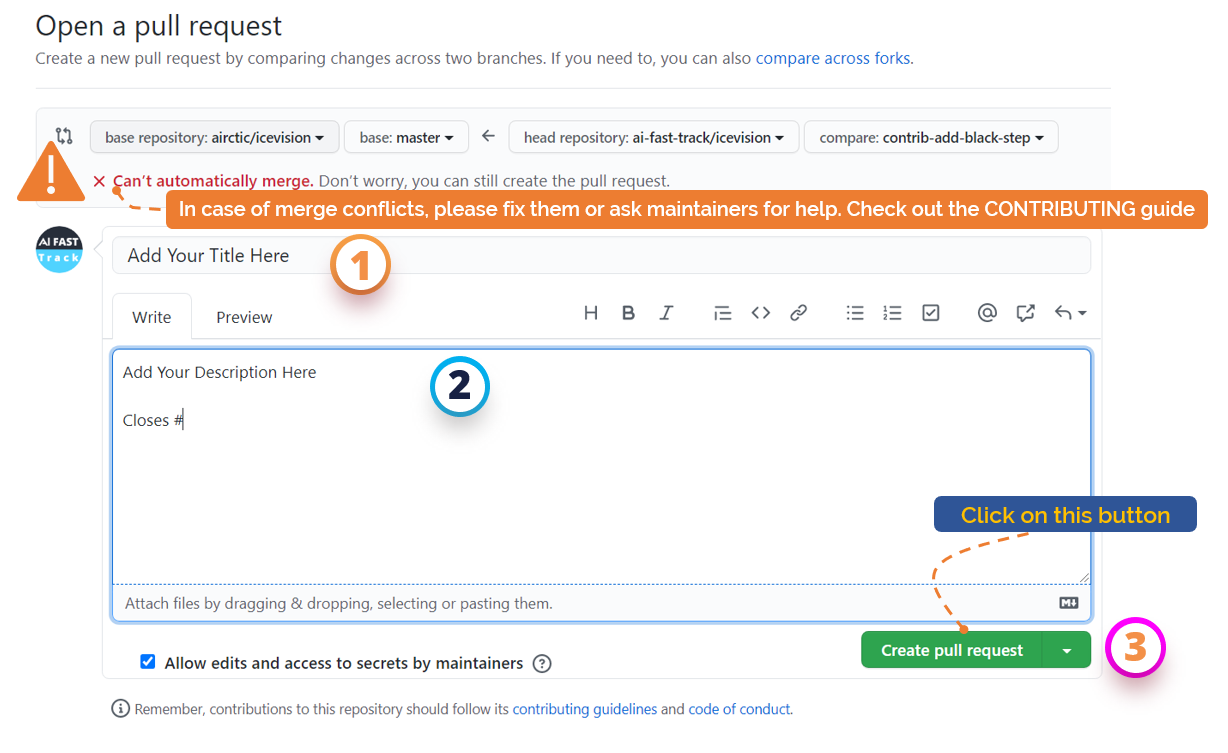 Open a pull request
Create a new pull request by comparing changes across two branches. If you need to, you can also compare across forks.
base repository: airctic/icevision base: master head repository: ai-fast-track/icevision compare: contrib-add-black-step
Can't automatically merge. Don't worry, you can still create the pull request.
In case of merge conflicts, please fix them or ask maintainers for help. Check out the CONTRIBUTING guide
AI FAST
Track
Add Your Title Here
1
Write Preview
H B I
Add Your Description Here
2
Closes #
Click on this button
Attach files by dragging & dropping, selecting or pasting them.
Create pull request
3
Allow edits and access to secrets by maintainers
Remember, contributions to this repository should follow its contributing guidelines and code of conduct.